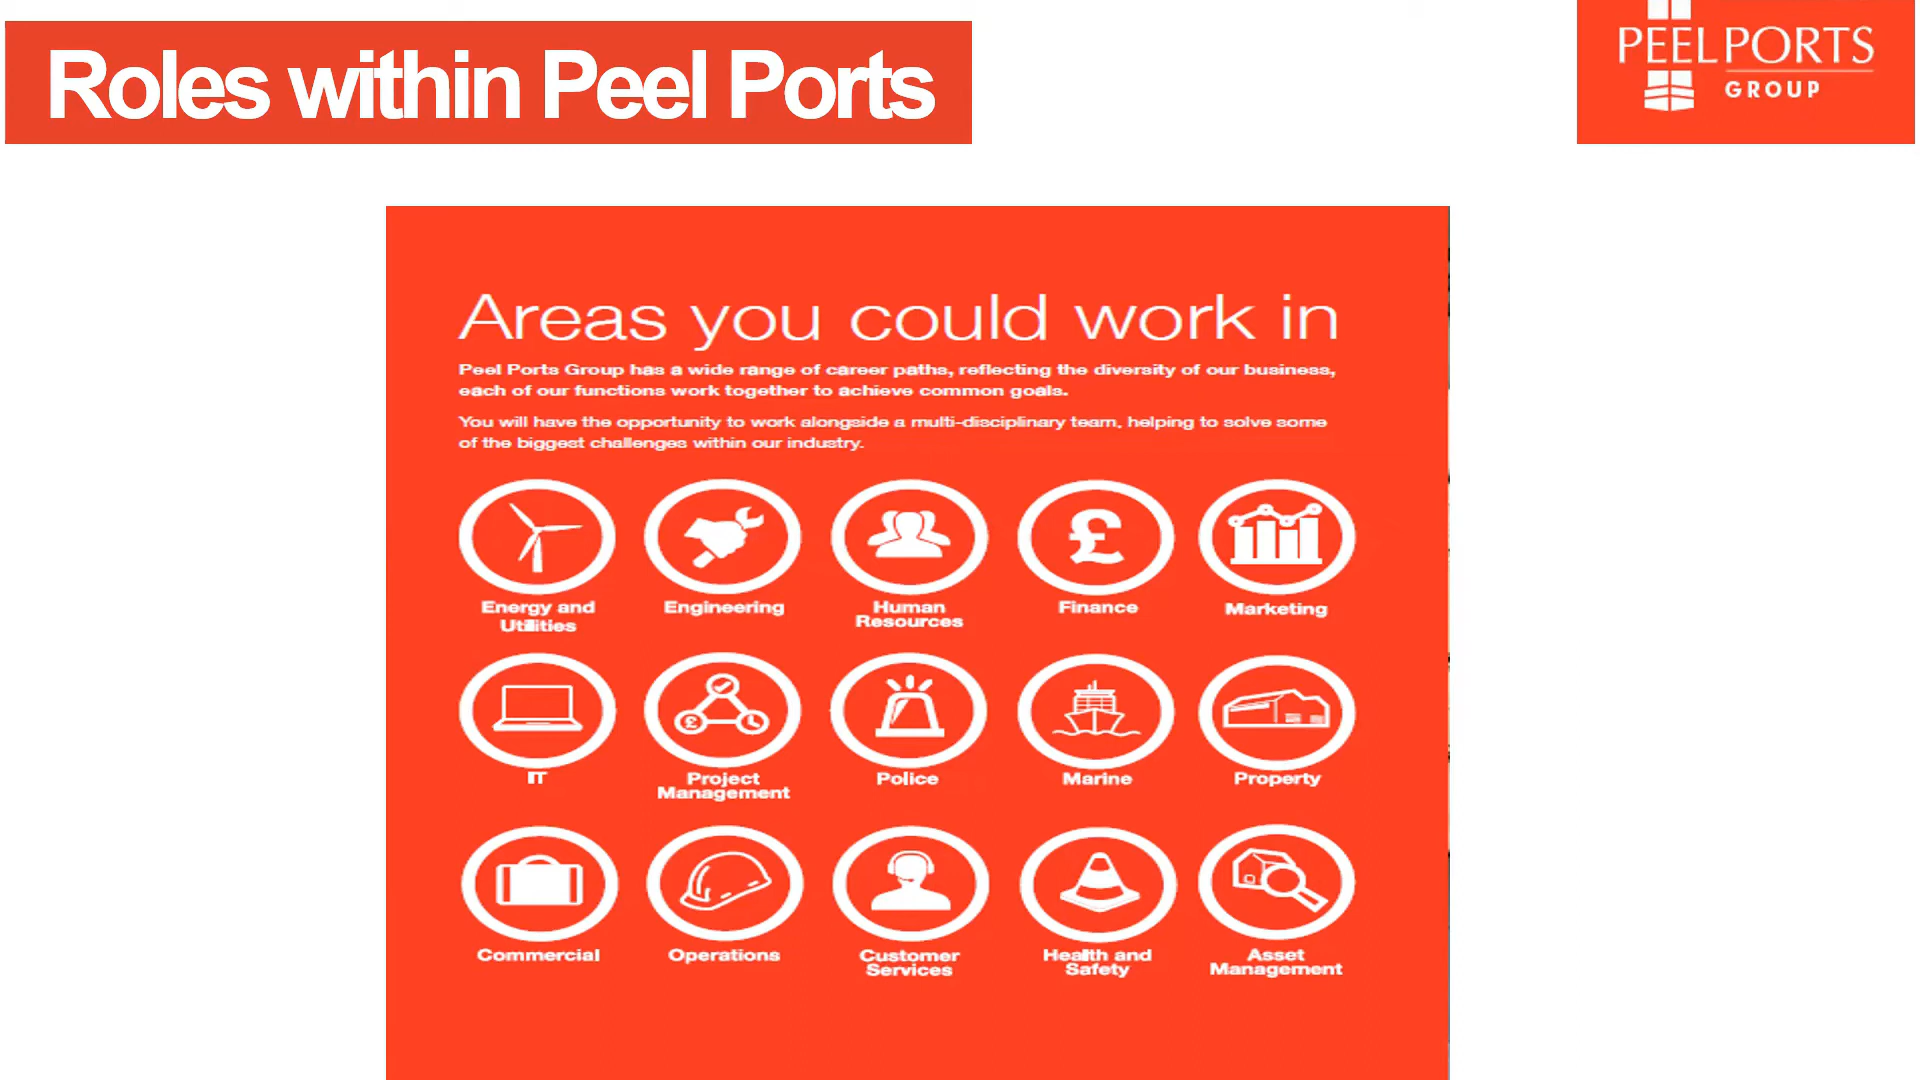 Roles within Peel Ports
PEEL PORTS
GROUP
Areas you could work in
Peel Ports Group has a wide range of career paths, reflecting the diversity of our business,
each of our functions work together to achieve common goals.
You will have the opportunity to work alongside a multi-disciplinary team, helping to solve some
of the biggest challenges within our industry.
Energy and
Utilities
Engineering
Human
Resources
£
Finance
Marketing
IT
£
Project
Management
Police
Marine
Property
Commercial
Operations
Customer
Services
Health and
Safety
Asset
Management